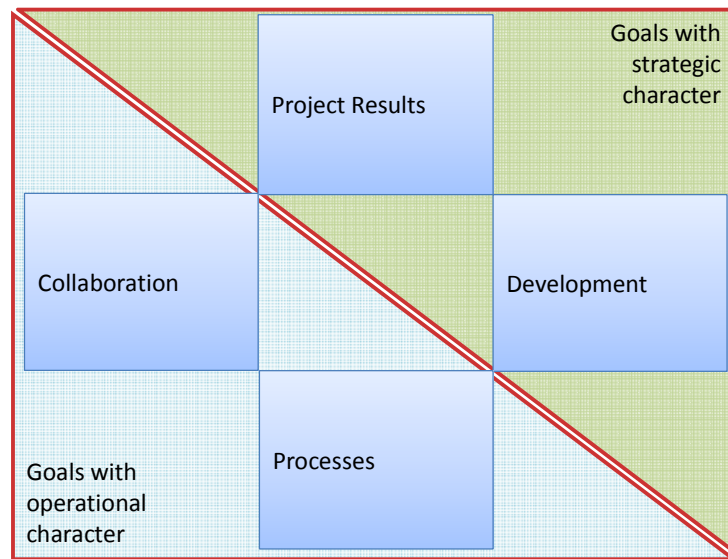 Goals with
strategic
character
Project Results
Collaboration
Development
Processes
Goals with
operational
character